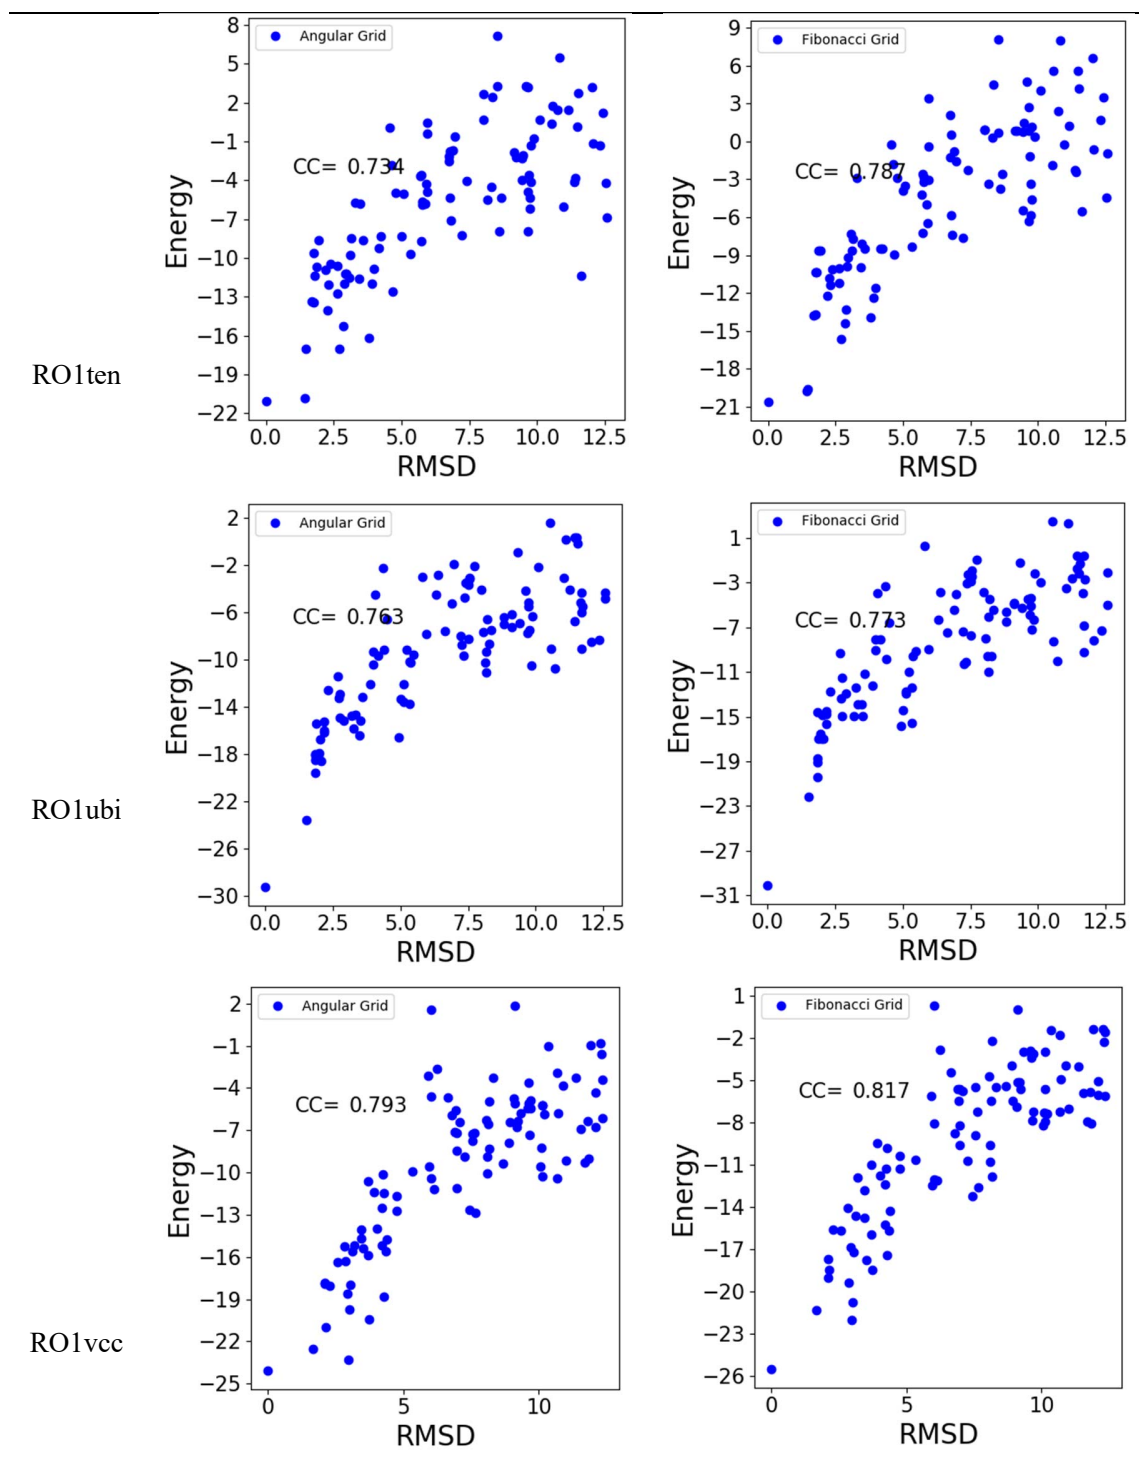 RO1ten
Angular Grid
CC= 0.734
Energy
8
5
2
−1
−4
−7
−10
−13
−16
−19
−22
0.0 2.5 5.0 7.5 10.0 12.5
RMSD
Fibonacci Grid
CC= 0.787
Energy
9
6
3
0
−3
−6
−9
−12
−15
−18
−21
0.0 2.5 5.0 7.5 10.0 12.5
RMSD
RO1ubi
Angular Grid
CC= 0.763
Energy
2
−2
−6
−10
−14
−18
−22
−26
−30
0.0 2.5 5.0 7.5 10.0 12.5
RMSD
Fibonacci Grid
CC= 0.773
Energy
1
−3
−7
−11
−15
−19
−23
−27
−31
0.0 2.5 5.0 7.5 10.0 12.5
RMSD
RO1vcc
Angular Grid
CC= 0.793
Energy
2
−1
−4
−7
−10
−13
−16
−19
−22
−25
0 5 10
RMSD
Fibonacci Grid
CC= 0.817
Energy
1
−2
−5
−8
−11
−14
−17
−20
−23
−26
0 5 10
RMSD